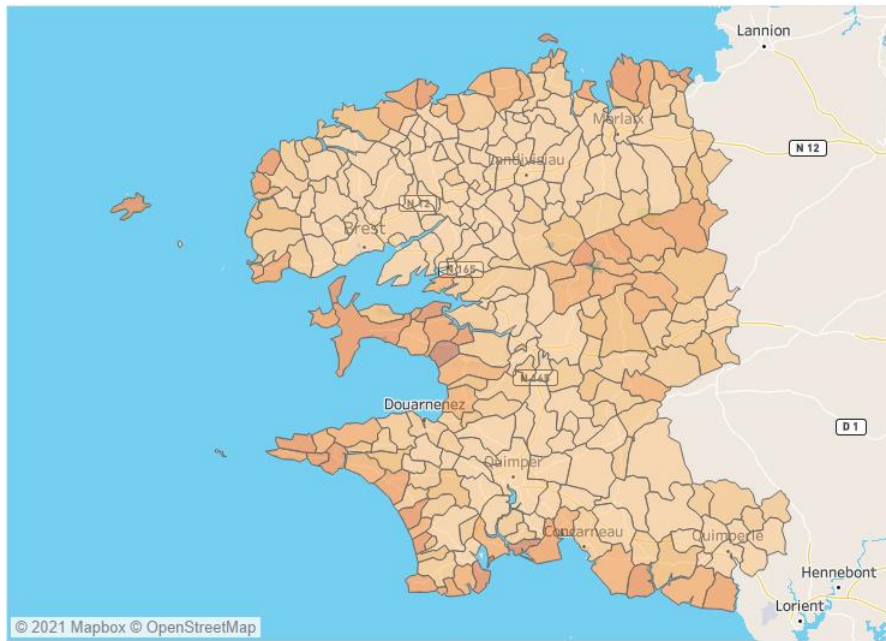 Lannion
Morlaix
N 12
Landivisiau
N 12
Brest
N 165
N 165
Douarnenez
D 1
Quimper
Concarneau
Quimperlé
Hennebont
Lorient
© 2021 Mapbox © OpenStreetMap